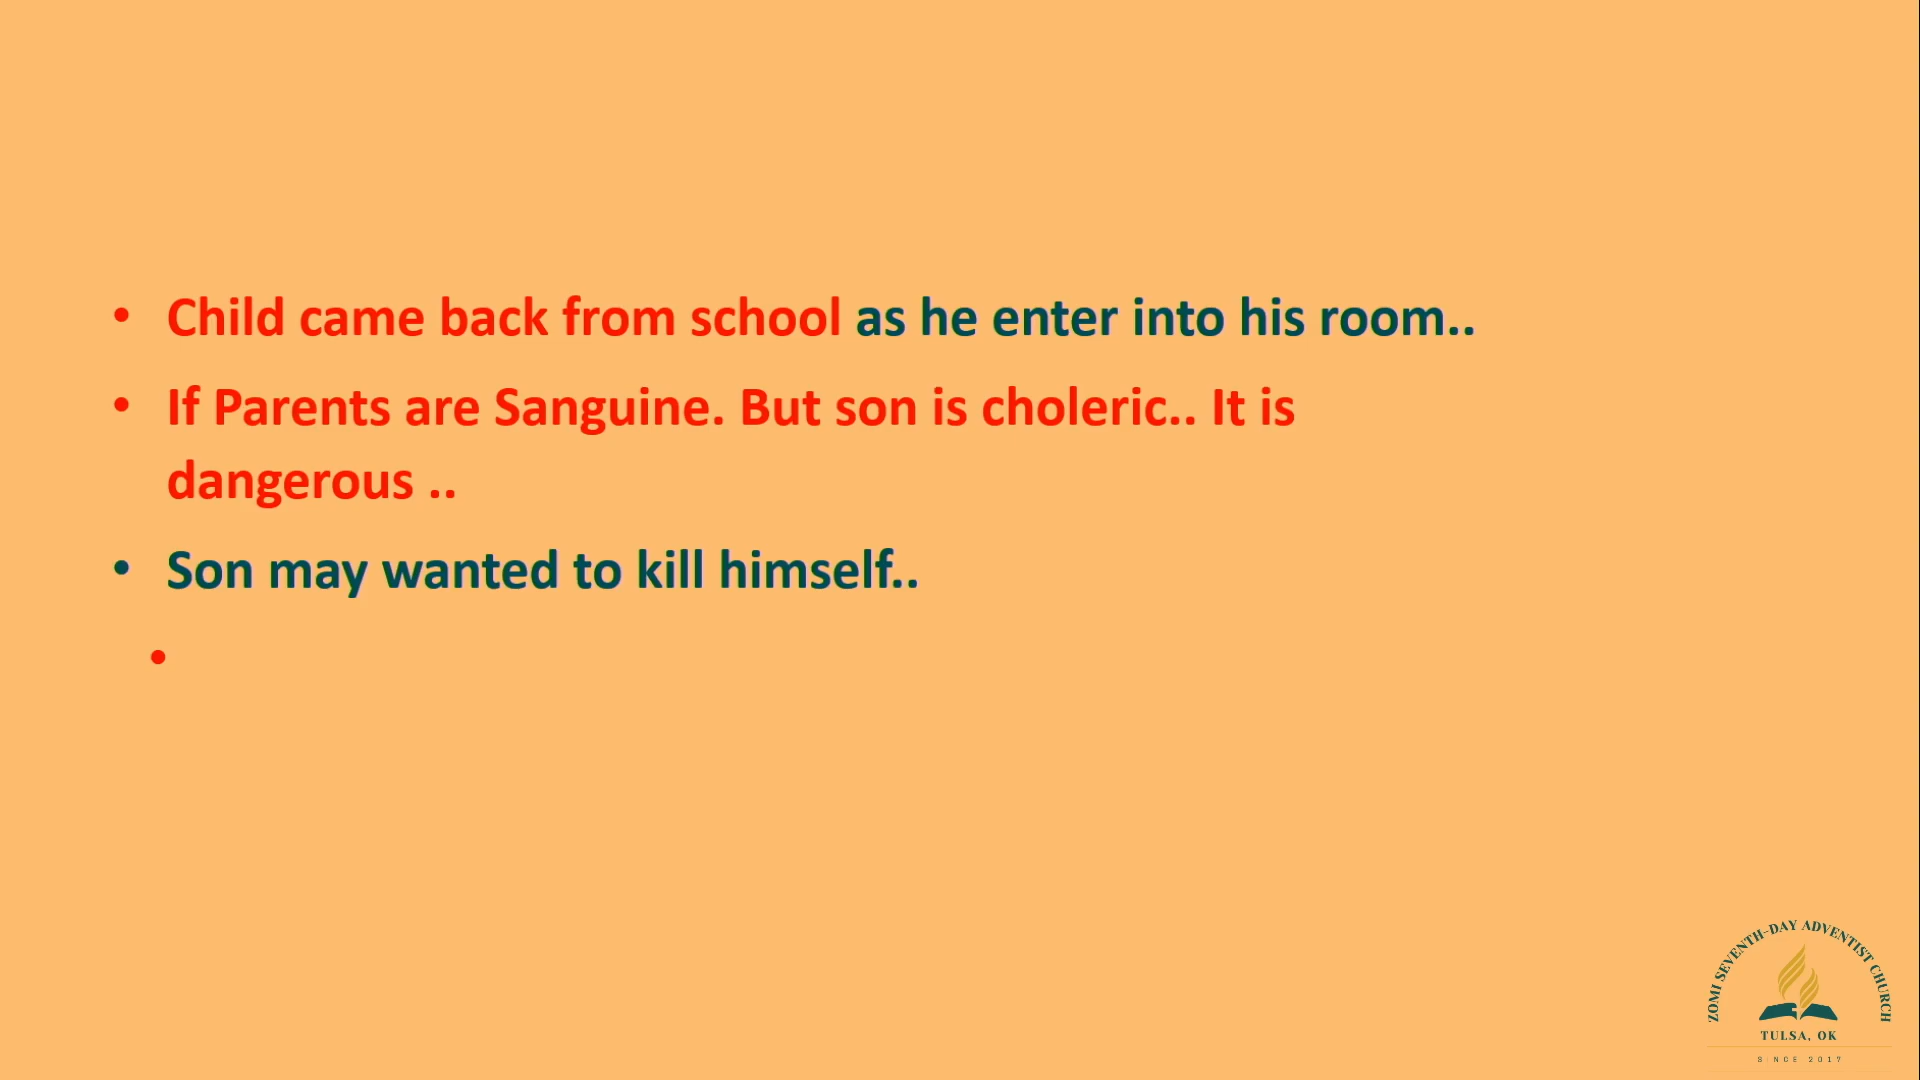 • Child came back from school as he enter into his room..
• If Parents are Sanguine. But son is choleric.. It is
dangerous ..
• Son may wanted to kill himself..
•
ZOMI SEVENTH-DAY ADVENTIST CHURCH
TULSA, OK
SINCE 2017